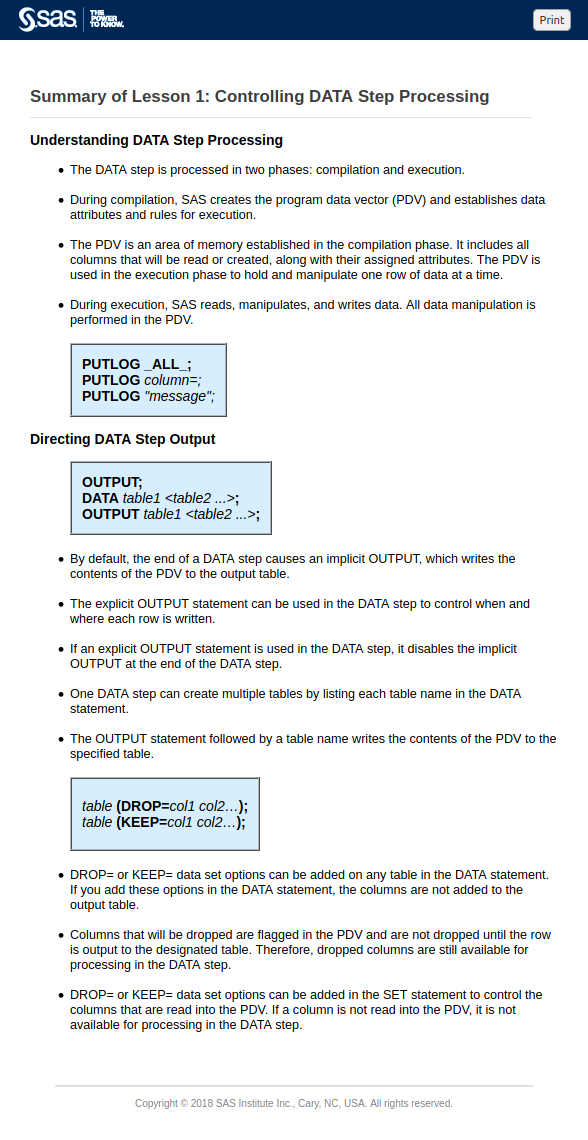 sas. THE
POWER
TO KNOW.
Print
Summary of Lesson 1: Controlling DATA Step Processing
Understanding DATA Step Processing
• The DATA step is processed in two phases: compilation and execution.
• During compilation, SAS creates the program data vector (PDV) and establishes data
attributes and rules for execution.
• The PDV is an area of memory established in the compilation phase. It includes all
columns that will be read or created, along with their assigned attributes. The PDV is
used in the execution phase to hold and manipulate one row of data at a time.
• During execution, SAS reads, manipulates, and writes data. All data manipulation is
performed in the PDV.
PUTLOG _ALL_;
PUTLOG column=;
PUTLOG "message";
Directing DATA Step Output
OUTPUT;
DATA table1 <table2 ...>;
OUTPUT table1 <table2 ...>;
• By default, the end of a DATA step causes an implicit OUTPUT, which writes the
contents of the PDV to the output table.
• The explicit OUTPUT statement can be used in the DATA step to control when and
where each row is written.
• If an explicit OUTPUT statement is used in the DATA step, it disables the implicit
OUTPUT at the end of the DATA step.
• One DATA step can create multiple tables by listing each table name in the DATA
statement.
• The OUTPUT statement followed by a table name writes the contents of the PDV to the
specified table.
table (DROP=col1 col2…);
table (KEEP=col1 col2…);
• DROP= or KEEP= data set options can be added on any table in the DATA statement.
If you add these options in the DATA statement, the columns are not added to the
output table.
• Columns that will be dropped are flagged in the PDV and are not dropped until the row
is output to the designated table. Therefore, dropped columns are still available for
processing in the DATA step.
• DROP= or KEEP= data set options can be added in the SET statement to control the
columns that are read into the PDV. If a column is not read into the PDV, it is not
available for processing in the DATA step.
Copyright © 2018 SAS Institute Inc., Cary, NC, USA. All rights reserved.